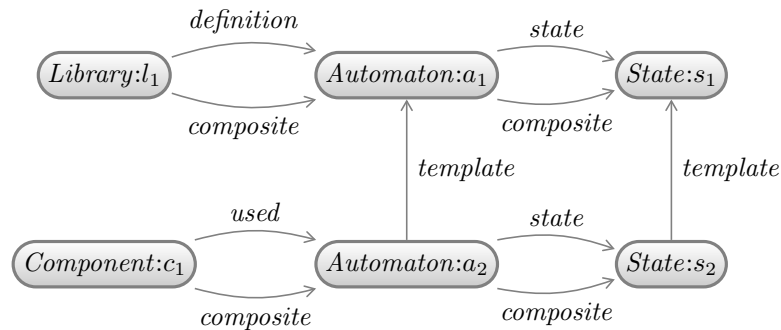 definition
state
Library:l₁
Automaton:a₁
State:s₁
composite
composite
template
template
used
state
Component:c₁
Automaton:a₂
State:s₂
composite
composite